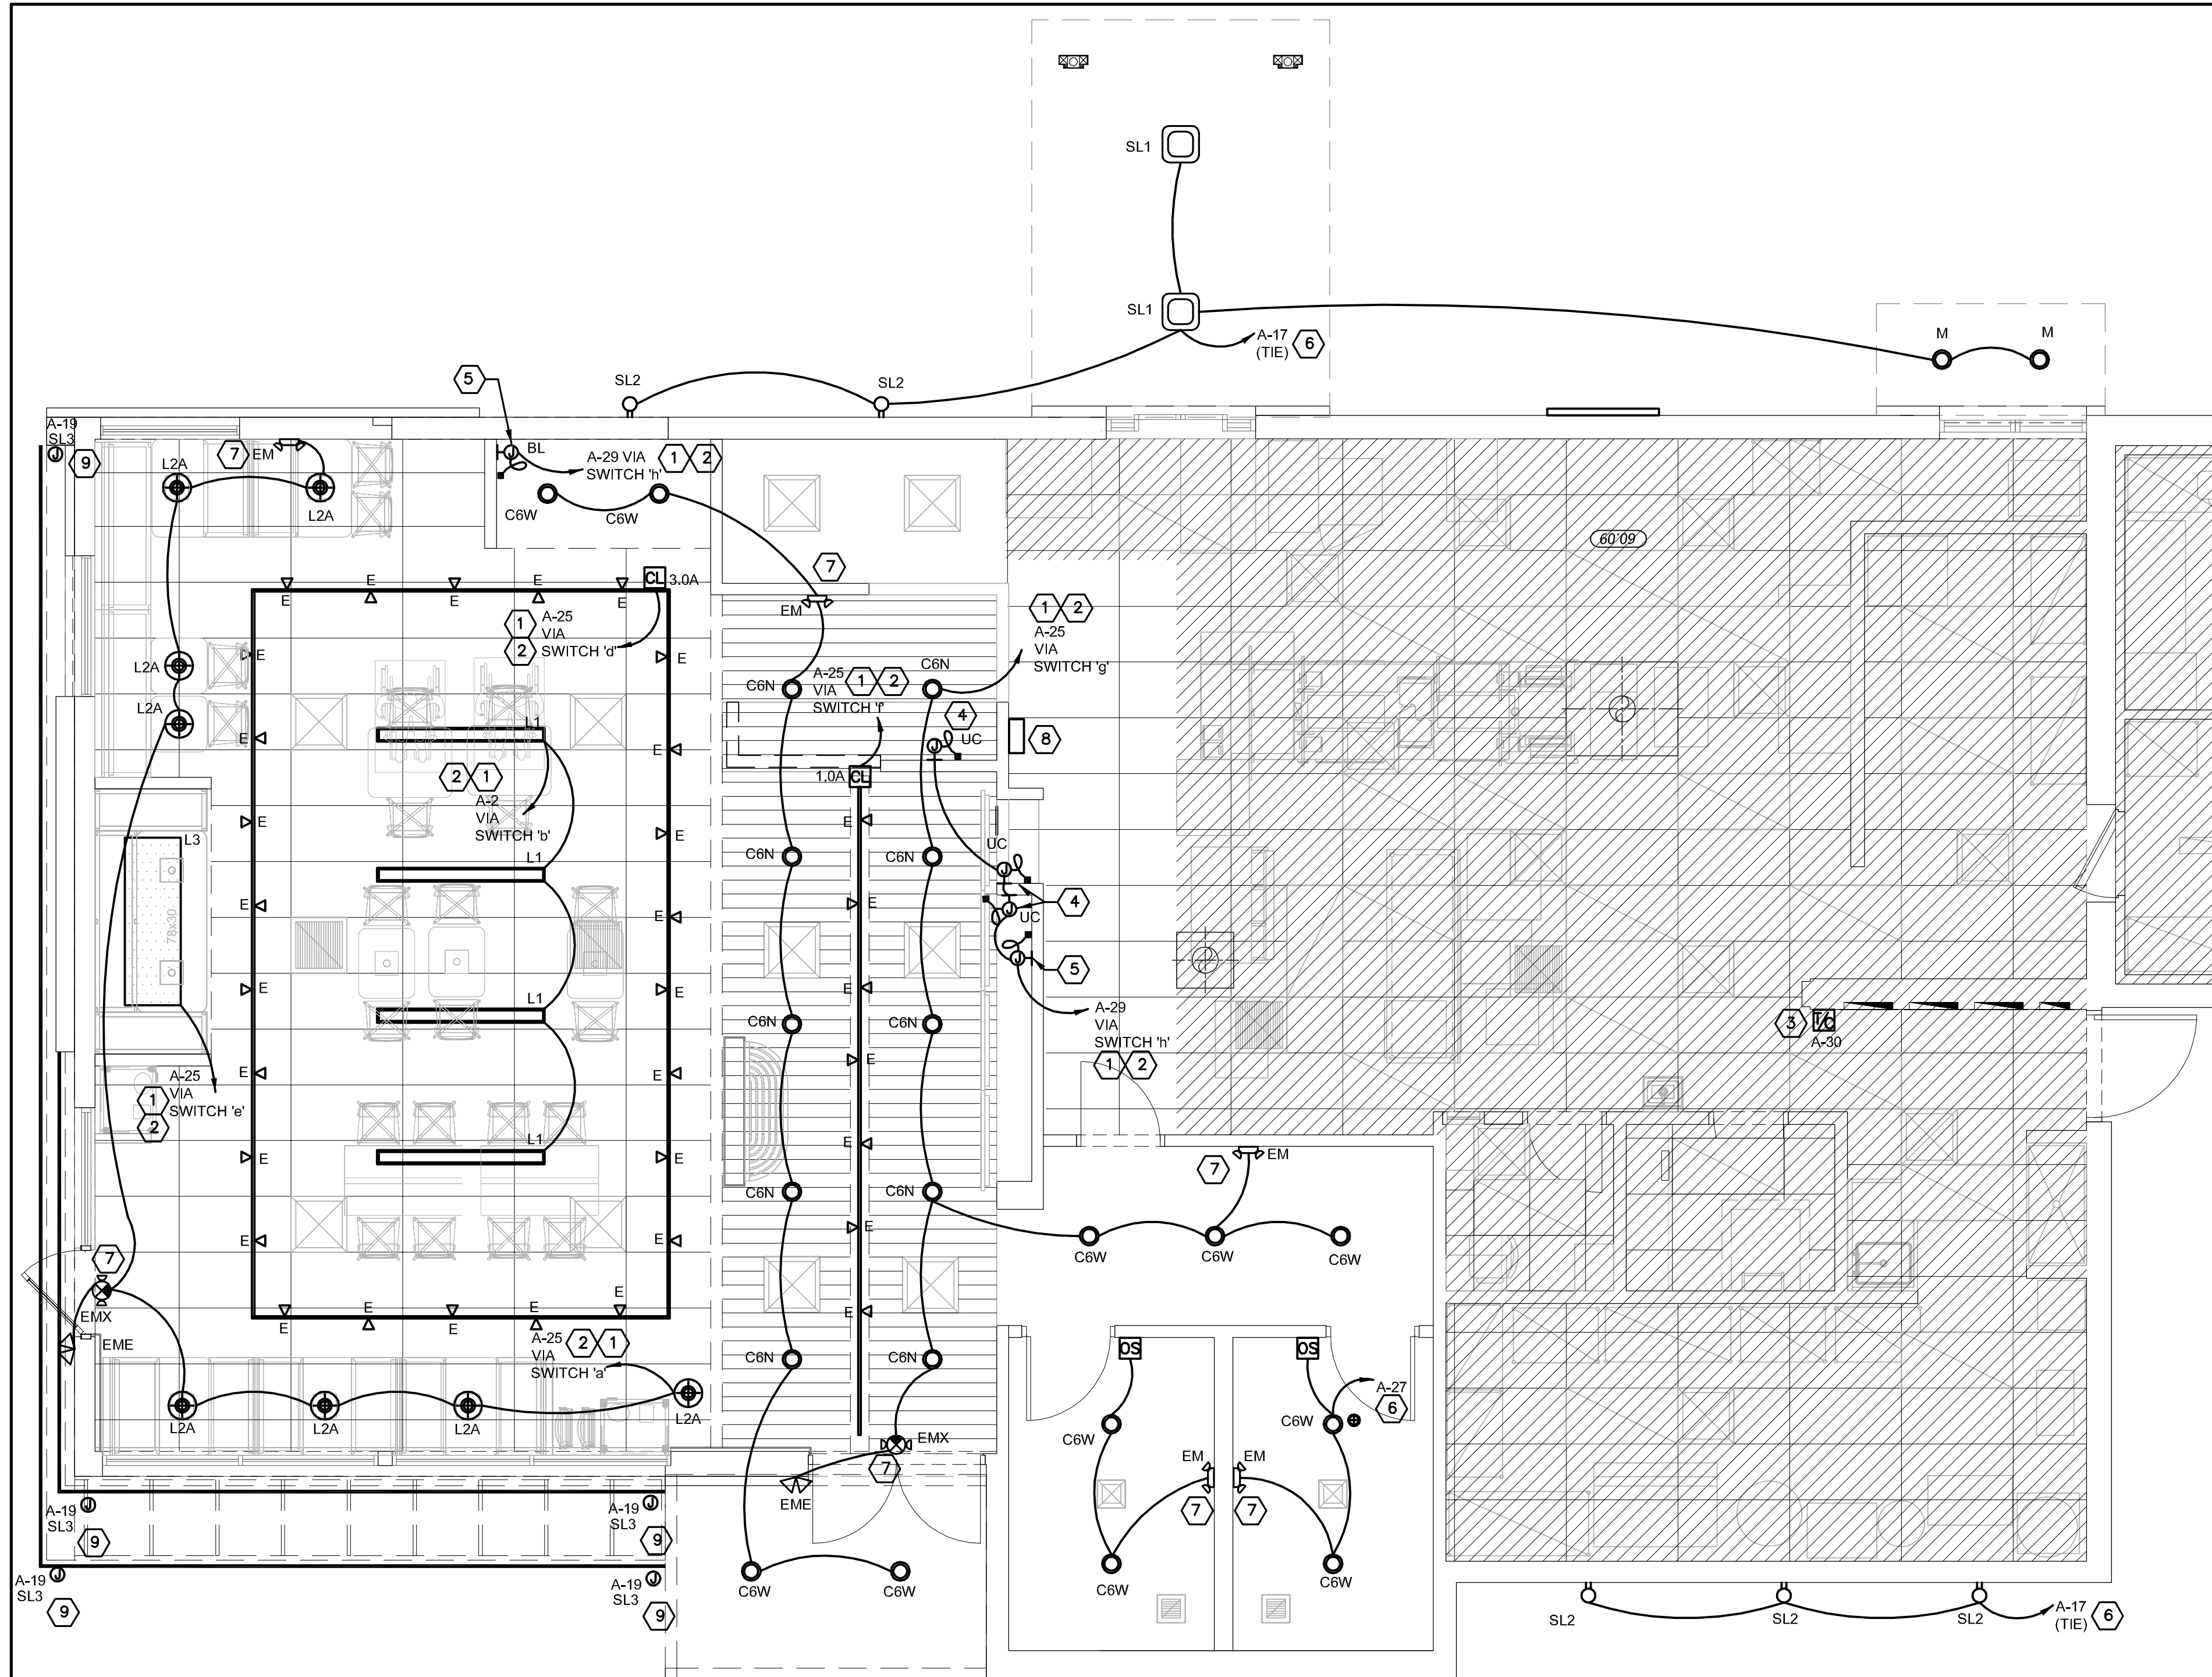 SL1
SL1
A-17
(TIE)
6
M
M
5
SL2
SL2
A-19
SL3
J
9
7
EM
L2A
L2A
J
BL
A-29 VIA
SWITCH 'h'
1
2
C6W
C6W
60'.09
7
EM
E
E
E
E
E
CL
3.0A
1
2
A-25
VIA
SWITCH 'd'
1
2
A-25
VIA
SWITCH 'g'
L2A
L2A
E
E
E
E
C6N
A-25
VIA
SWITCH 'f'
1
2
C6N
4
J
UC
8
L1
2
1
A-2
VIA
SWITCH 'b'
1.0A
CL
L3
78x30
E
E
E
C6N
C6N
UC
J
L1
E
E
E
4
J
UC
J
5
E
E
L1
E
C6N
C6N
A-29
VIA
SWITCH 'h'
1
2
3
T/C
A-30
A-25
VIA
SWITCH 'e'
1
2
E
E
E
L1
E
E
E
C6N
C6N
7
EM
E
E
E
C6W
C6W
C6W
7
EMX
EME
E
E
E
E
E
E
A-25
VIA
SWITCH 'a'
2
1
C6N
C6N
OS
OS
A-27
6
L2A
L2A
L2A
L2A
C6W
C6W
EMX
7
EME
EM
EM
7
7
A-19
SL3
J
9
A-19
SL3
J
9
A-19
SL3
J
9
A-19
SL3
J
9
C6W
C6W
C6W
C6W
SL2
SL2
SL2
A-17
(TIE)
6